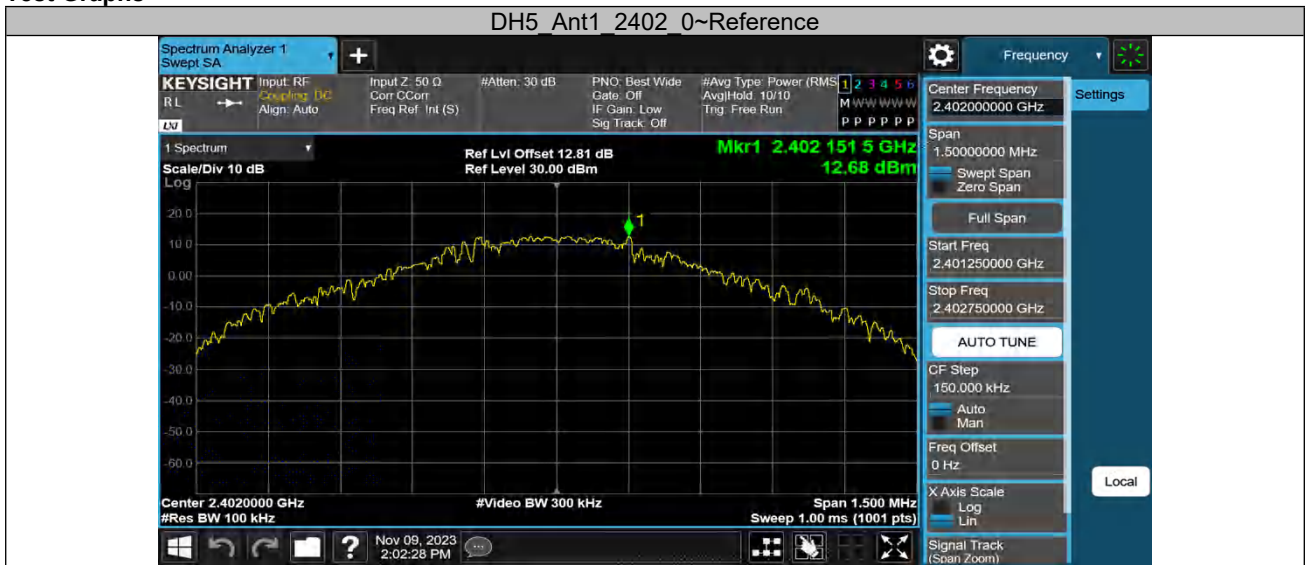 DH5_Ant1_2402_0~Reference
Spectrum Analyzer 1
Swept SA
+
Frequency
KEYSIGHT
RL
LXI
Input: RF
Coupling: DC
Align: Auto
Input Z: 50 Ω
Corr CCorr
Freq Ref: Int (S)
#Atten: 30 dB
PNO: Best Wide
Gate: Off
IF Gain: Low
Sig Track: Off
#Avg Type: Power (RMS
Avg|Hold: 10/10
Trig: Free Run
1 2 3 4 5 6
M W W W W W
P P P P P P
1 Spectrum
Scale/Div 10 dB
Log
Ref Lvl Offset 12.81 dB
Ref Level 30.00 dBm
Mkr1 2.402 151 5 GHz
12.68 dBm
1
20.0
10.0
0.00
-10.0
-20.0
-30.0
-40.0
-50.0
-60.0
Center 2.4020000 GHz
#Res BW 100 kHz
#Video BW 300 kHz
Span 1.500 MHz
Sweep 1.00 ms (1001 pts)
?
Nov 09, 2023
2:02:28 PM
Center Frequency
2.402000000 GHz
Settings
Span
1.50000000 MHz
Swept Span
Zero Span
Full Span
Start Freq
2.401250000 GHz
Stop Freq
2.402750000 GHz
AUTO TUNE
CF Step
150.000 kHz
Auto
Man
Freq Offset
0 Hz
X Axis Scale
Log
Lin
Local
Signal Track
(Span Zoom)